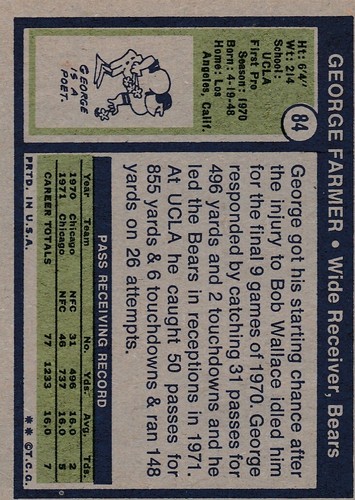 GEORGE FARMER • Wide Receiver, Bears
84
Ht: 6'4"
Wt: 214
School:
UCLA
First Pro
Season: 1970
Born: 4-19-48
Home: Los
Angeles, Calif.
GEORGE
IS A
POET.
George got his starting chance after
the injury to Bob Wallace idled him
for the final 9 games of 1970. George
responded by catching 31 passes for
496 yards and 2 touchdowns and he
led the Bears in receptions in 1971.
At UCLA he caught 50 passes for
855 yards & 6 touchdowns & ran 148
yards on 26 attempts.
PASS RECEIVING RECORD
Year Team No. Yds. Avg. Tds.
1970 Chicago NFC 31 496 16.0 2
1971 Chicago NFC 46 737 16.0 5
CAREER TOTALS 77 1233 16.0 7
PRTD. IN U.S.A. ** ©T.C.G.